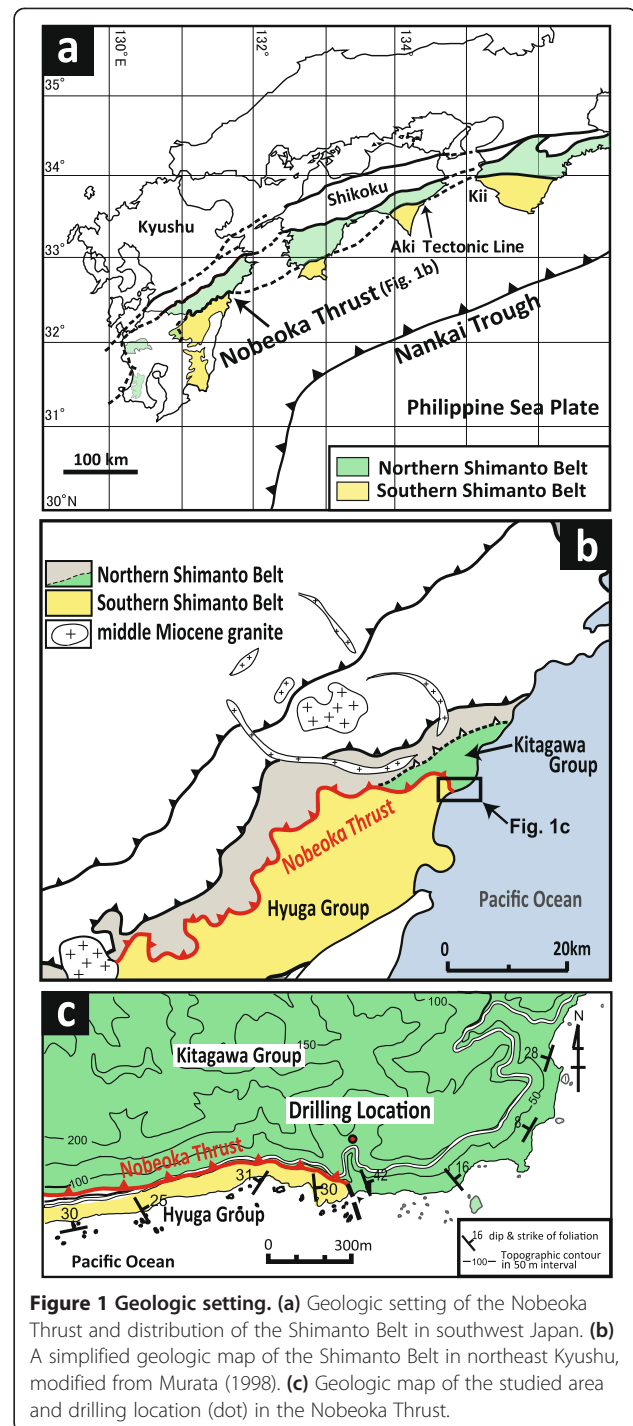 a
130°E
132°
134°
35°
34°
33°
32°
31°
30°N
Shikoku
Kii
Kyushu
Aki Tectonic Line
Nobeoka Thrust (Fig. 1b)
Nankai Trough
Philippine Sea Plate
100 km
Northern Shimanto Belt
Southern Shimanto Belt
b
Northern Shimanto Belt
Southern Shimanto Belt
middle Miocene granite
Kitagawa
Group
Fig. 1c
Nobeoka Thrust
Hyuga Group
Pacific Ocean
0 20km
c
100
N
Kitagawa Group
150
28
Drilling Location
50
8
200
Nobeoka Thrust
100
42
16
31
30
25
30
Hyuga Group
Pacific Ocean
0 300m
16 dip & strike of foliation
100 Topographic contour
in 50 m interval
Figure 1 Geologic setting. (a) Geologic setting of the Nobeoka
Thrust and distribution of the Shimanto Belt in southwest Japan. (b)
A simplified geologic map of the Shimanto Belt in northeast Kyushu,
modified from Murata (1998). (c) Geologic map of the studied area
and drilling location (dot) in the Nobeoka Thrust.